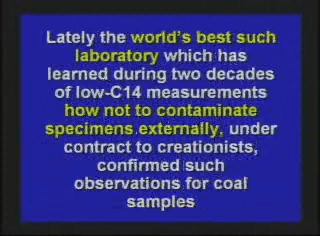 Lately the world's best such
laboratory which has
learned during two decades
of low-C14 measurements
how not to contaminate
specimens externally, under
contract to creationists,
confirmed such
observations for coal
samples